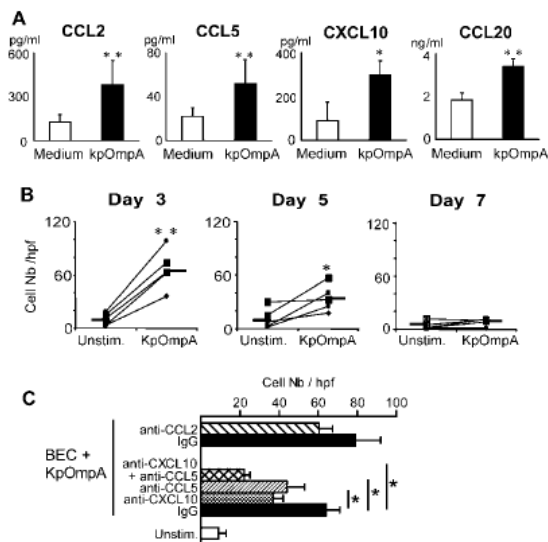 A
CCL2
CCL5
CXCL10
CCL20
pg/ml
pg/ml
pg/ml
ng/ml
600
300
0
80
40
0
400
200
0
4
2
0
* *
* *
*
* *
Medium kpOmpA
Medium kpOmpA
Medium kpOmpA
Medium kpOmpA
B
Day 3
Day 5
Day 7
Cell Nb /hpf
120
60
0
120
60
0
120
60
0
* *
*
Unstim. KpOmpA
Unstim. KpOmpA
Unstim. KpOmpA
C
Cell Nb / hpf
20 40 60 80 100
BEC +
KpOmpA
anti-CCL2
IgG
anti-CXCL10
+ anti-CCL5
anti-CCL5
anti-CXCL10
IgG
Unstim.
* * *